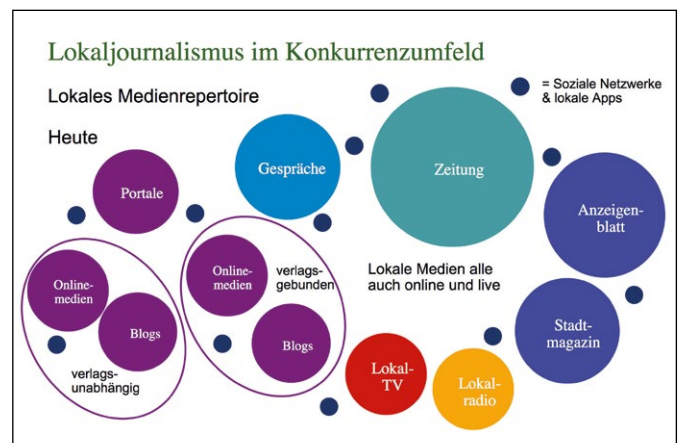 Lokaljournalismus im Konkurrenzumfeld
Lokales Medienrepertoire
= Soziale Netzwerke
& lokale Apps
Heute
Gespräche
Zeitung
Portale
Anzeigen-
blatt
Online-
medien
Blogs
verlags-
unabhängig
Online-
medien
verlags-
gebunden
Blogs
Lokale Medien alle
auch online und live
Stadt-
magazin
Lokal-
TV
Lokal-
radio